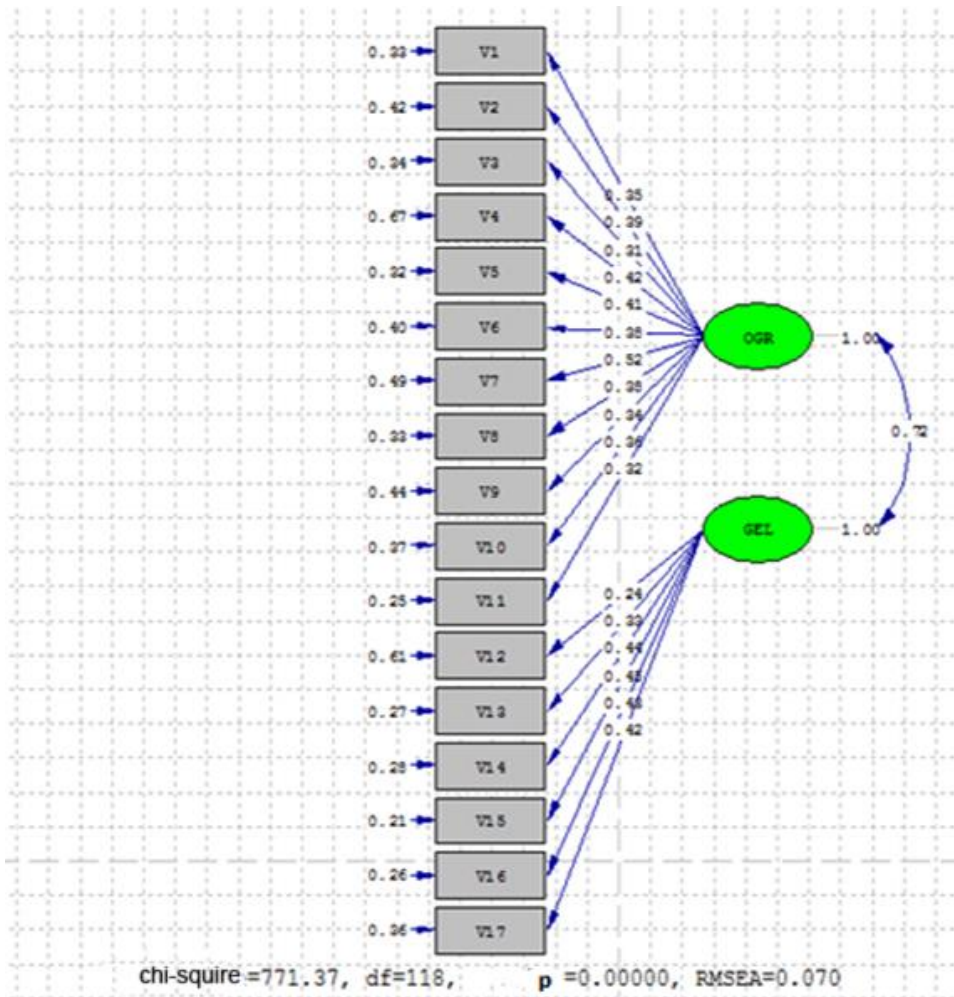 0.33 V1
0.42 V2
0.34 V3
0.67 V4
0.32 V5
0.40 V6
0.49 V7
0.33 V8
0.44 V9
0.37 V10
0.25 V11
0.61 V12
0.27 V13
0.28 V14
0.21 V15
0.26 V16
0.36 V17
0.35
0.39
0.31
0.42
0.41
0.52
0.34
0.36
0.32
OGR 1.00
0.24
0.33
0.44
0.42
GEL 1.00
chi-squire =771.37, df=118, p =0.00000, RMSEA=0.070